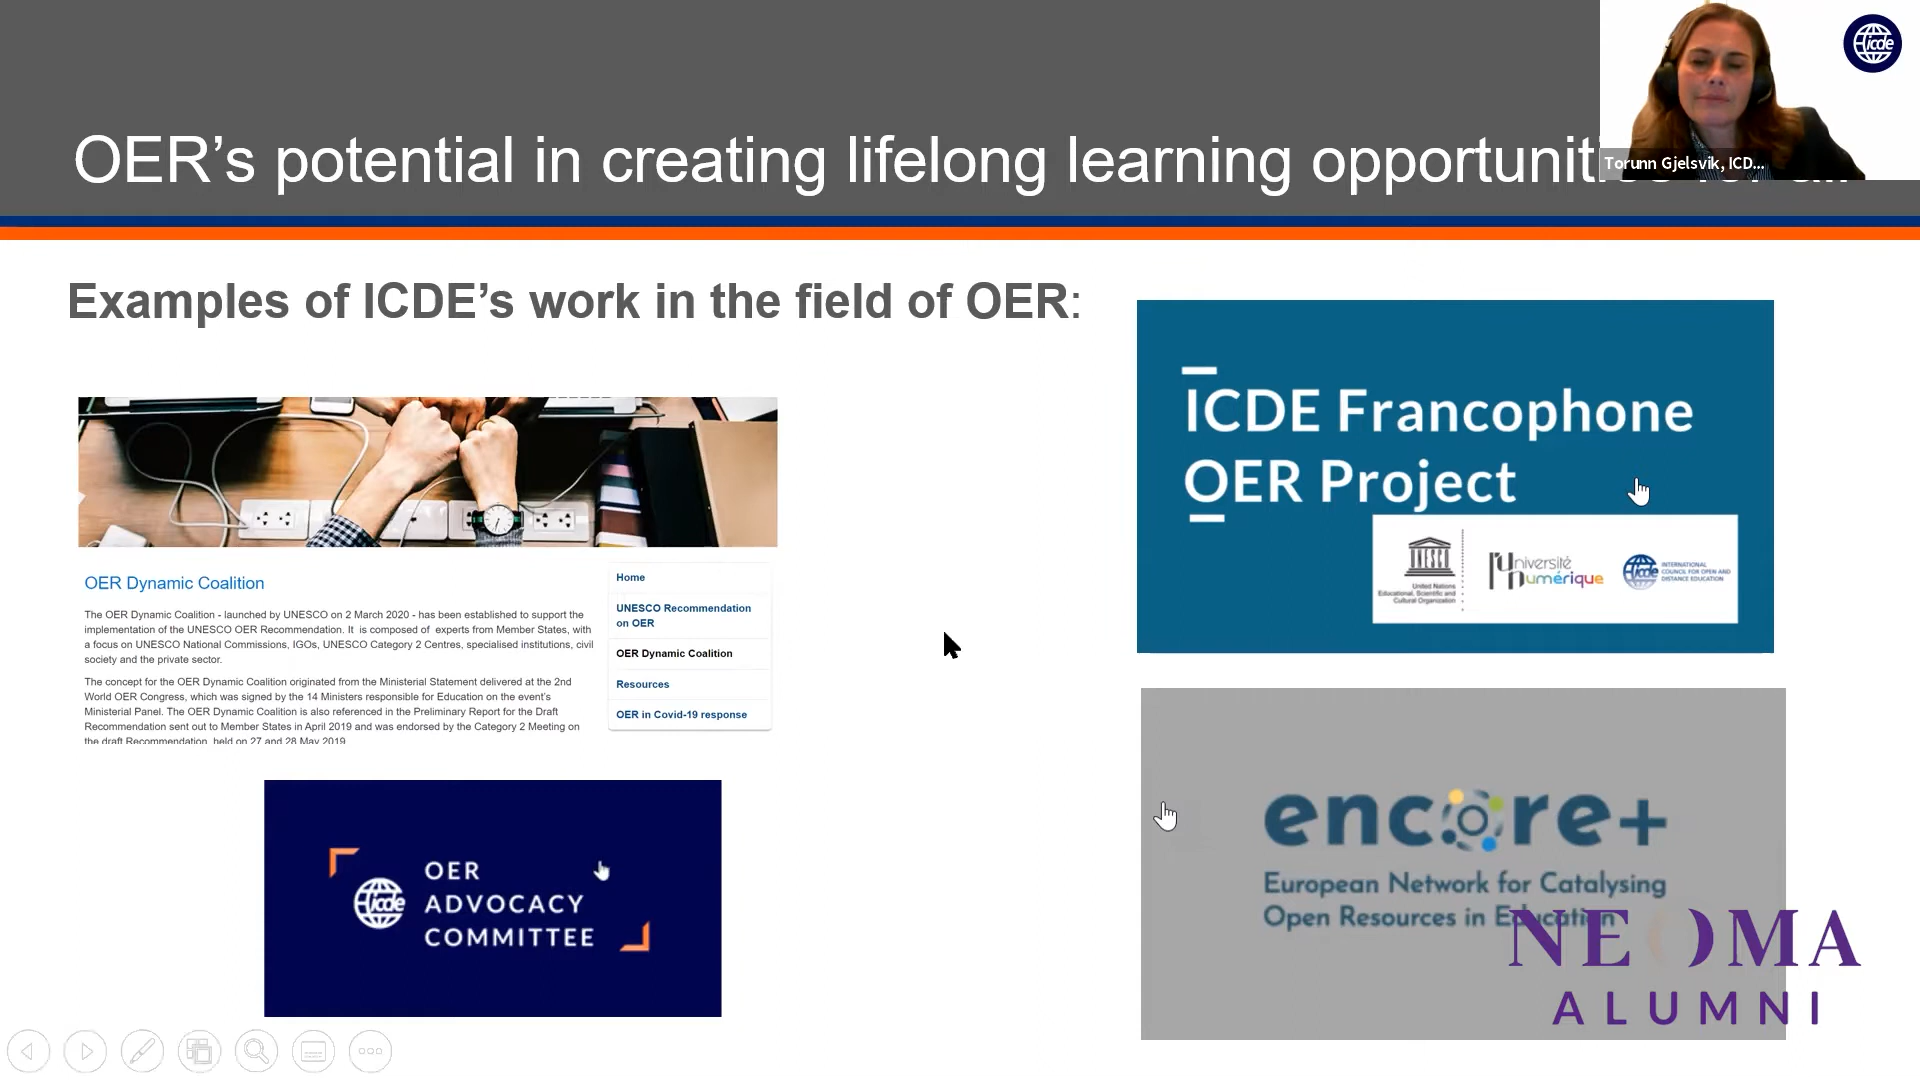 OER’s potential in creating lifelong learning opportunities for all
icde
Torunn Gjelsvik, ICD...
Examples of ICDE’s work in the field of OER:
OER Dynamic Coalition
The OER Dynamic Coalition - launched by UNESCO on 2 March 2020 - has been established to support the
implementation of the UNESCO OER Recommendation. It is composed of experts from Member States, with
a focus on UNESCO National Commissions, IGOs, UNESCO Category 2 Centres, specialised institutions, civil
society and the private sector.
The concept for the OER Dynamic Coalition originated from the Ministerial Statement delivered at the 2nd
World OER Congress, which was signed by the 14 Ministers responsible for Education on the event’s
Ministerial Panel. The OER Dynamic Coalition is also referenced in the Preliminary Report for the Draft
Recommendation sent out to Member States in April 2019 and was endorsed by the Category 2 Meeting on
the draft Recommendation, held on 27 and 28 May 2019
Home
UNESCO Recommendation
on OER
OER Dynamic Coalition
Resources
OER in Covid-19 response
ICDE Francophone
OER Project
UNESCO
United Nations
Educational, Scientific and
Cultural Organization
l'Université
numérique
icde
INTERNATIONAL
COUNCIL FOR OPEN AND
DISTANCE EDUCATION
icde
OER
ADVOCACY
COMMITTEE
encore+
European Network for Catalysing
Open Resources in Education
NEOMA
ALUMNI